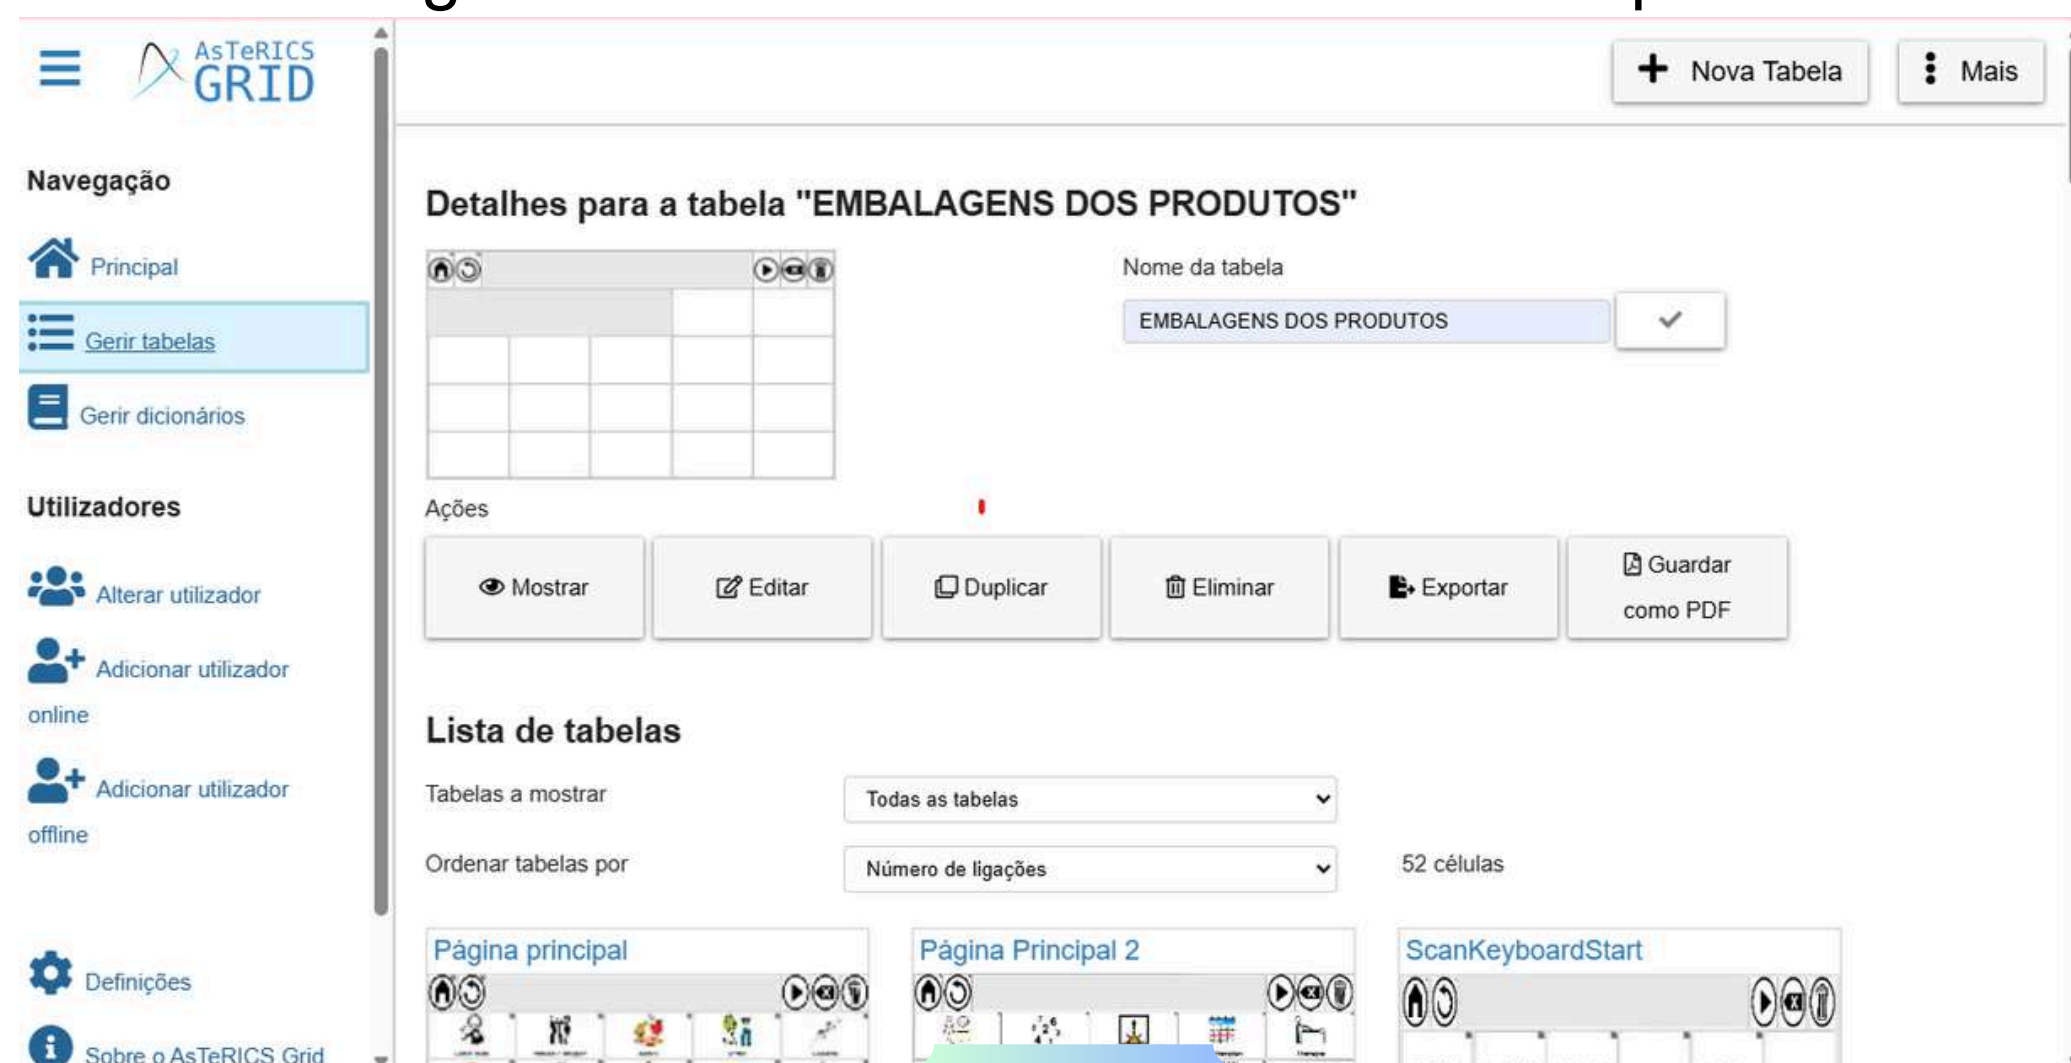 AsTeRICS
GRID
Nova Tabela
Mais
Navegação
Principal
Gerir tabelas
Gerir dicionários
Utilizadores
Alterar utilizador
Adicionar utilizador
online
Adicionar utilizador
offline
Definições
Sobre o AsTeRICS Grid
Detalhes para a tabela "EMBALAGENS DOS PRODUTOS"
Nome da tabela
EMBALAGENS DOS PRODUTOS
Ações
Mostrar
Editar
Duplicar
Eliminar
Exportar
Guardar
como PDF
Lista de tabelas
Tabelas a mostrar
Todas as tabelas
Ordenar tabelas por
Número de ligações
52 células
Página principal
Página Principal 2
ScanKeyboardStart